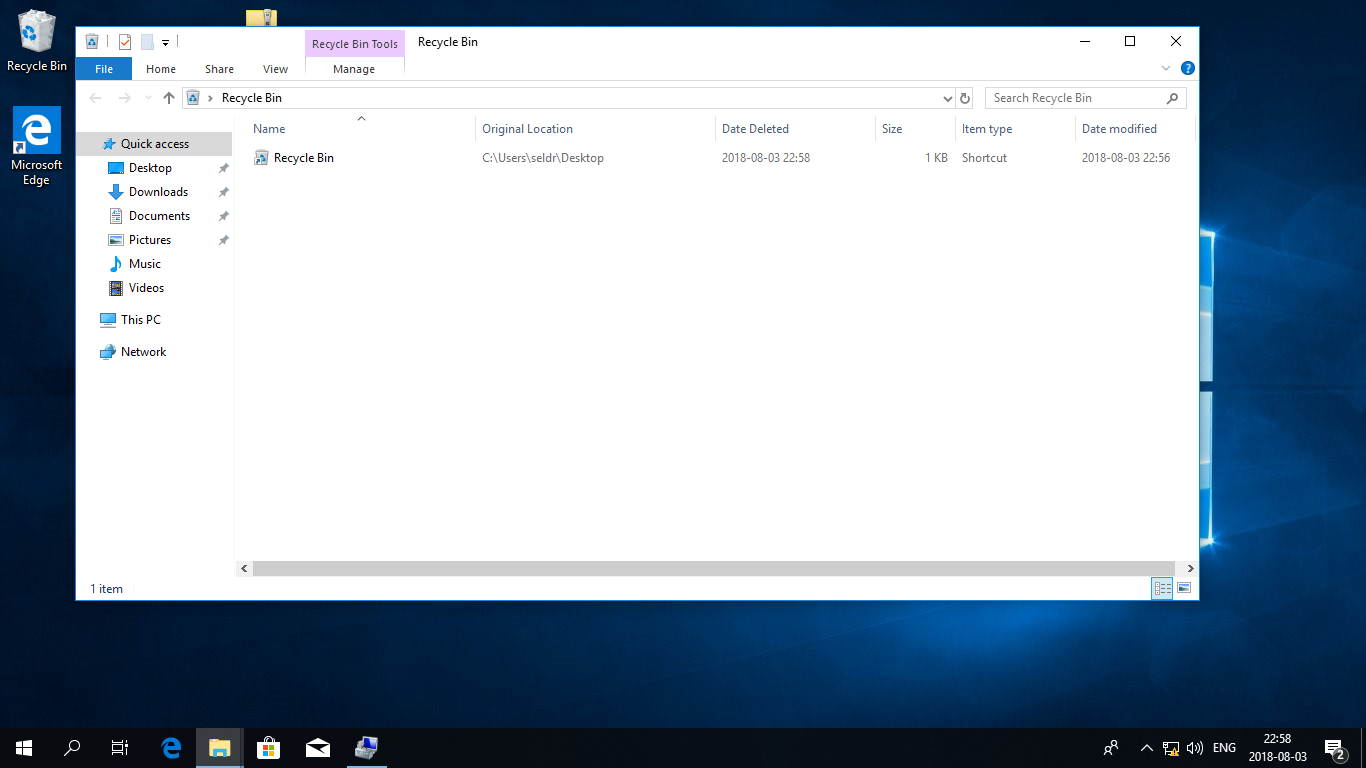 Recycle Bin
Microsoft
Edge
Recycle Bin Tools
Recycle Bin
File
Home
Share
View
Manage
?
Recycle Bin
Search Recycle Bin
Quick access
Desktop
Downloads
Documents
Pictures
Music
Videos
This PC
Network
Name
Original Location
Date Deleted
Size
Item type
Date modified
Recycle Bin
C:\Users\seldr\Desktop
2018-08-03 22:58
1 KB
Shortcut
2018-08-03 22:56
1 item
ENG
22:58
2018-08-03
2